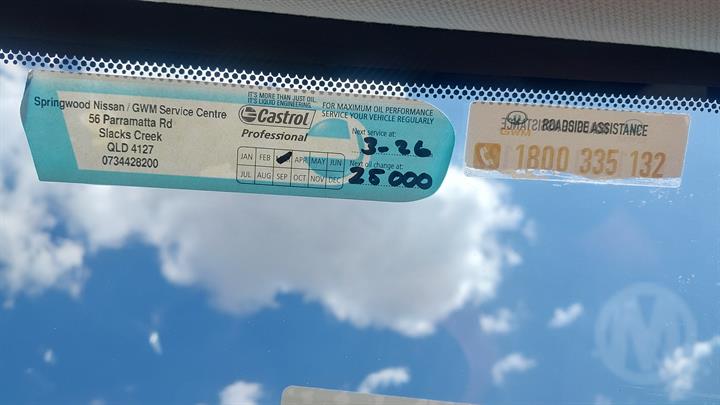 Springwood Nissan / GWM Service Centre
56 Parramatta Rd
Slacks Creek
QLD 4127
0734428200
IT'S MORE THAN JUST OIL.
IT'S LIQUID ENGINEERING.
Castrol
Professional
FOR MAXIMUM OIL PERFORMANCE
SERVICE YOUR VEHICLE REGULARLY
Next service at:
3-26
Next oil change at:
25000
JAN FEB APR MAY JUN
JUL AUG SEP OCT NOV DEC
ROADSIDE ASSISTANCE
1800 335 132
M